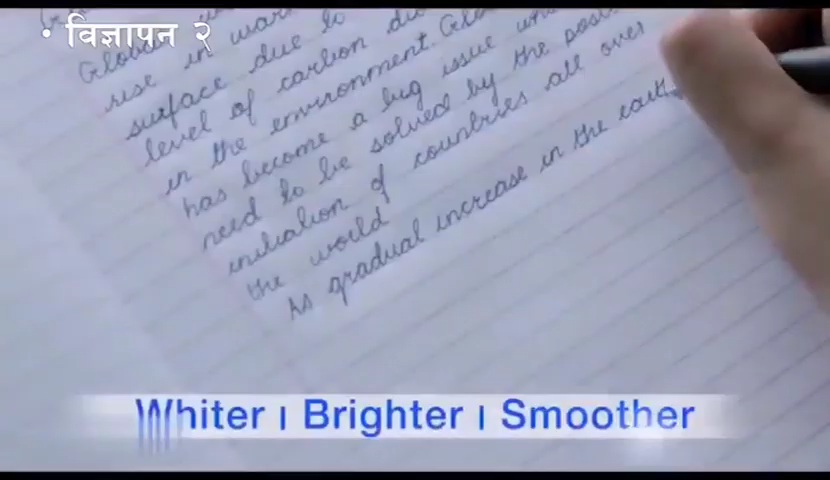 • विज्ञापन २
Global
rise in war
surface due to
level of carbon di
in the environment. Glo
has become a big issue wh
need to be solved by the posi
initiation of countries all over
the world
As gradual increase in the earth
Whiter | Brighter | Smoother